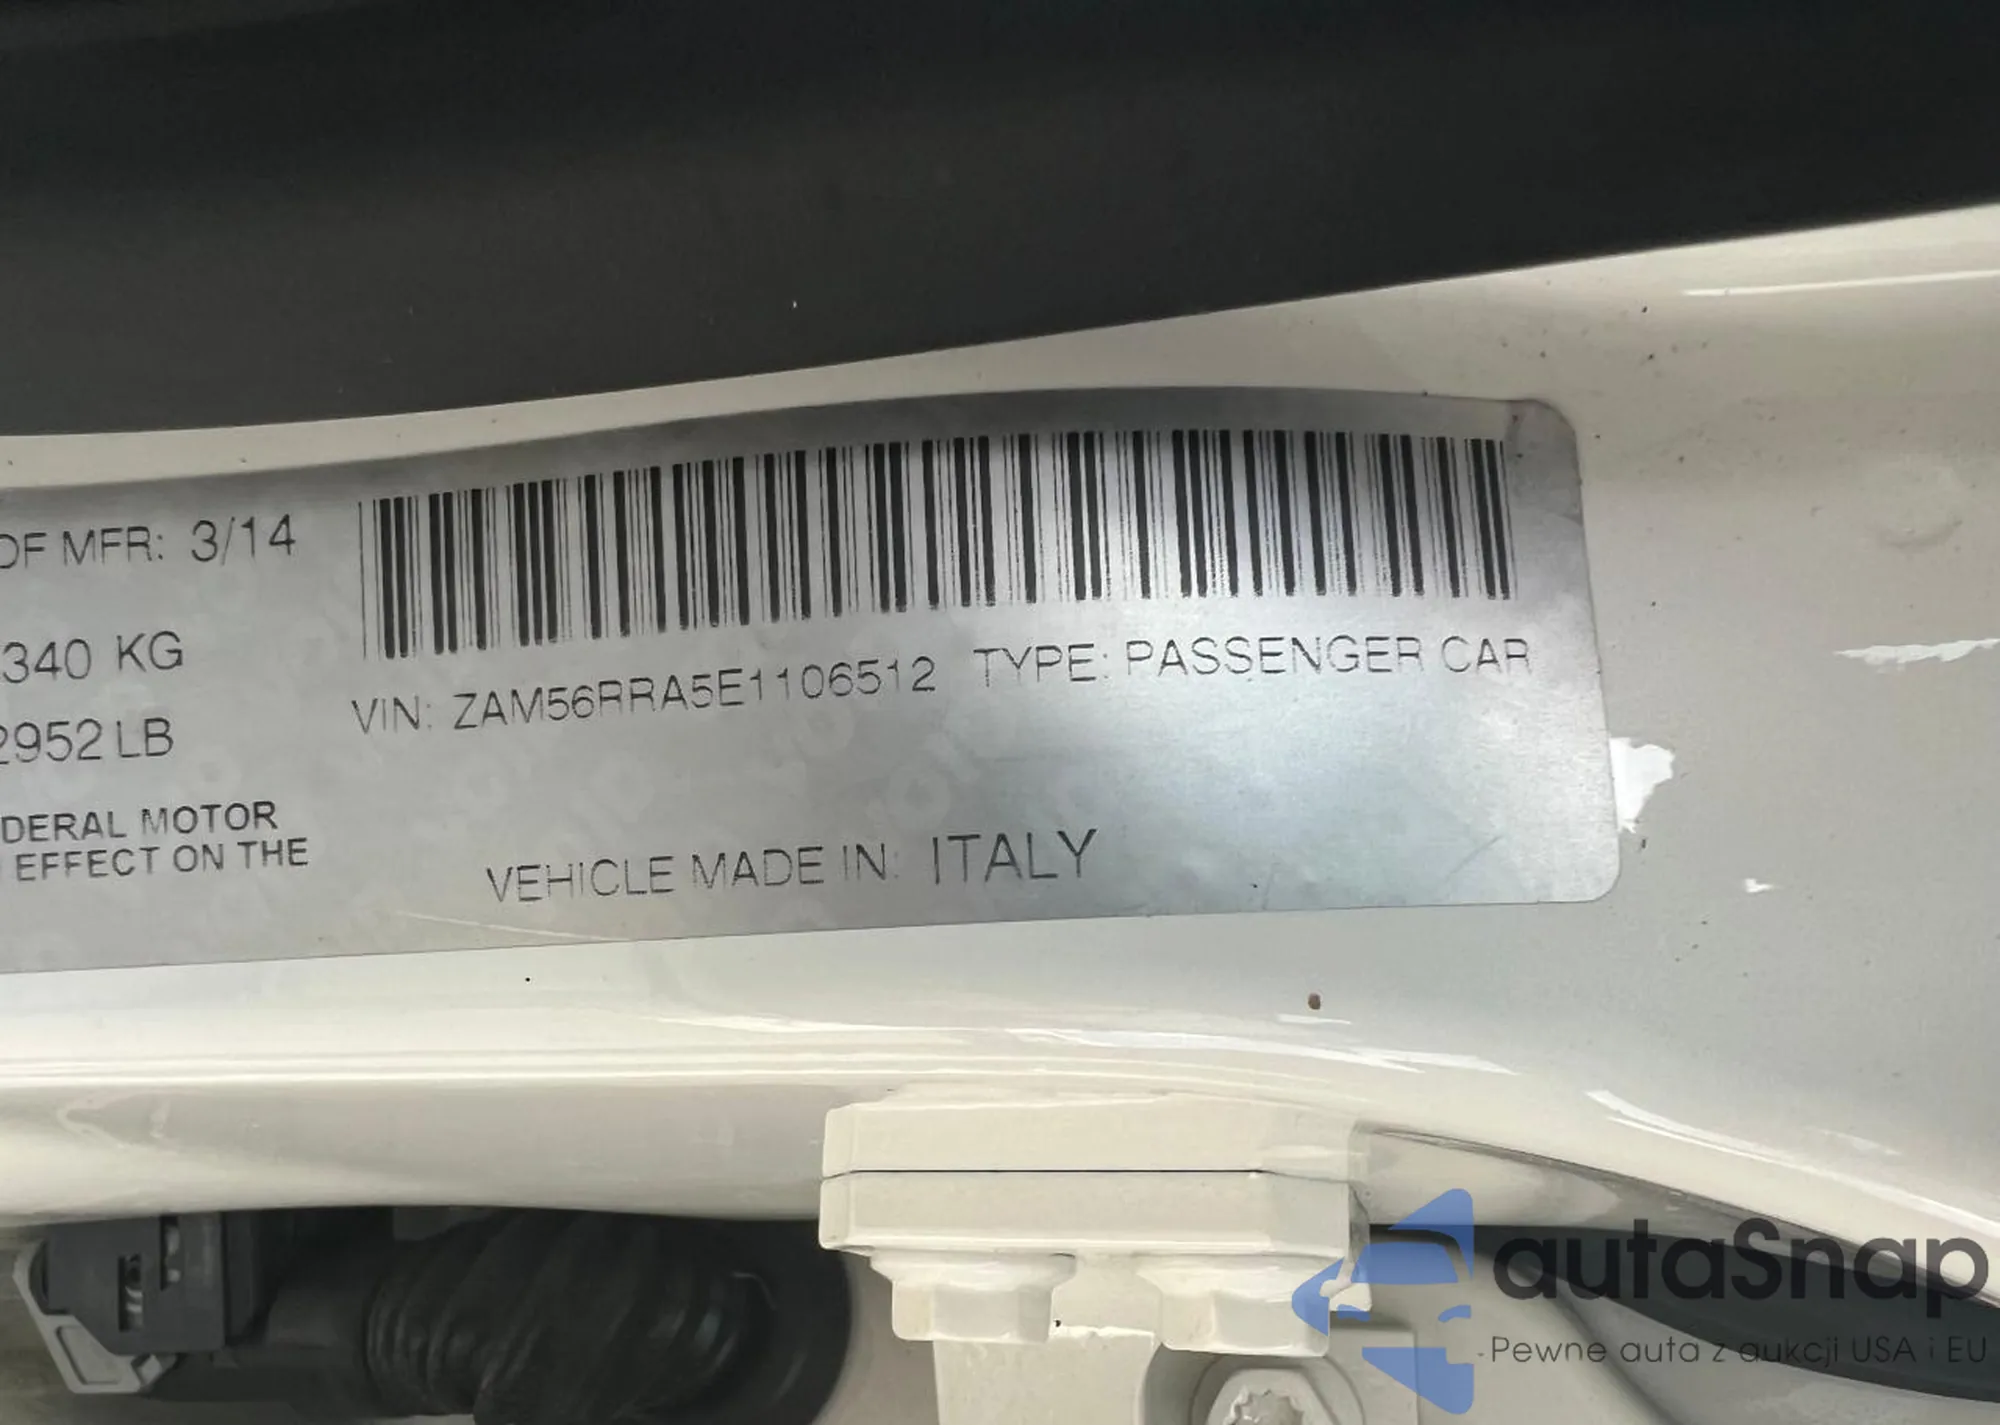 OF MFR: 3/14
340 KG
2952 LB
DERAL MOTOR
EFFECT ON THE
VIN: ZAM56RRA5E1106512 TYPE: PASSENGER CAR
VEHICLE MADE IN: ITALY
autaSnap
Pewne auta z aukcji USA i EU